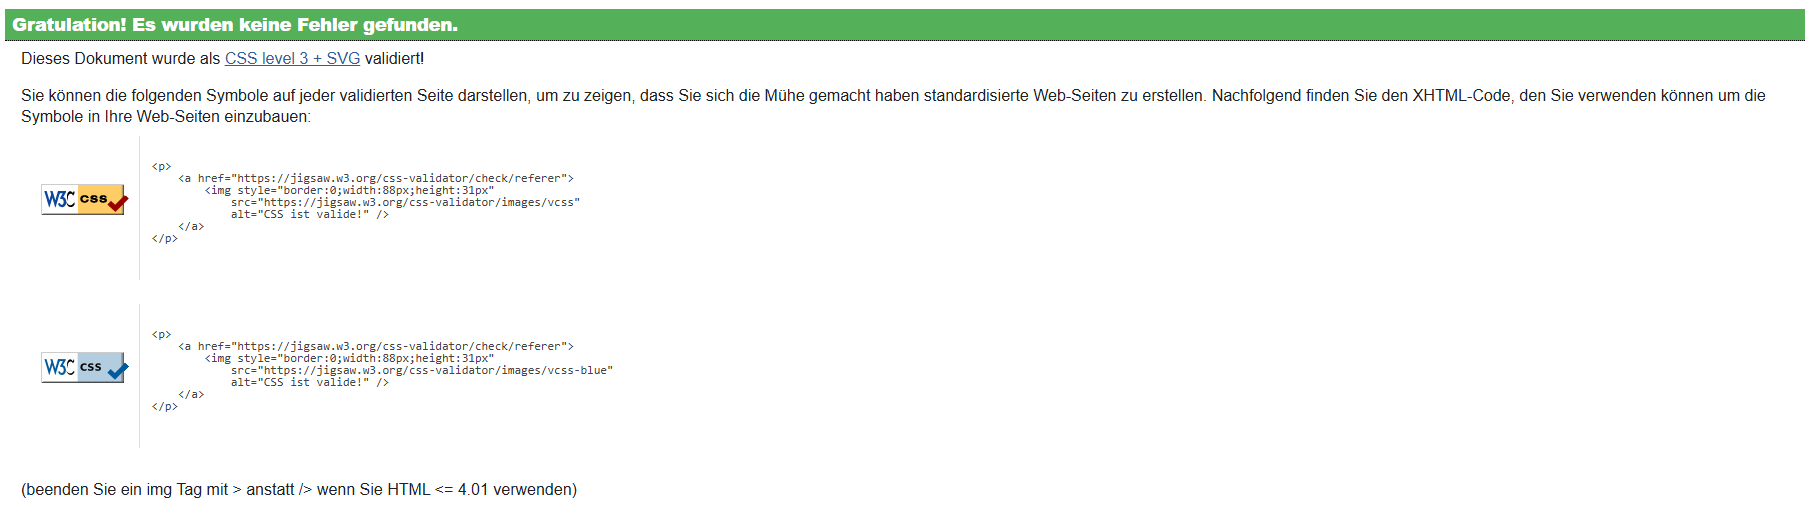 Gratulation! Es wurden keine Fehler gefunden.
Dieses Dokument wurde als CSS level 3 + SVG validiert!
Sie können die folgenden Symbole auf jeder validierten Seite darstellen, um zu zeigen, dass Sie sich die Mühe gemacht haben standardisierte Web-Seiten zu erstellen. Nachfolgend finden Sie den XHTML-Code, den Sie verwenden können um die
Symbole in Ihre Web-Seiten einzubauen:
W3C css
<p>
<a href="https://jigsaw.w3.org/css-validator/check/referer">
<img style="border:0;width:88px;height:31px"
src="https://jigsaw.w3.org/css-validator/images/vcss"
alt="CSS ist valide!" />
</a>
</p>
W3C css
<p>
<a href="https://jigsaw.w3.org/css-validator/check/referer">
<img style="border:0;width:88px;height:31px"
src="https://jigsaw.w3.org/css-validator/images/vcss-blue"
alt="CSS ist valide!" />
</a>
</p>
(beenden Sie ein img Tag mit > anstatt /> wenn Sie HTML <= 4.01 verwenden)